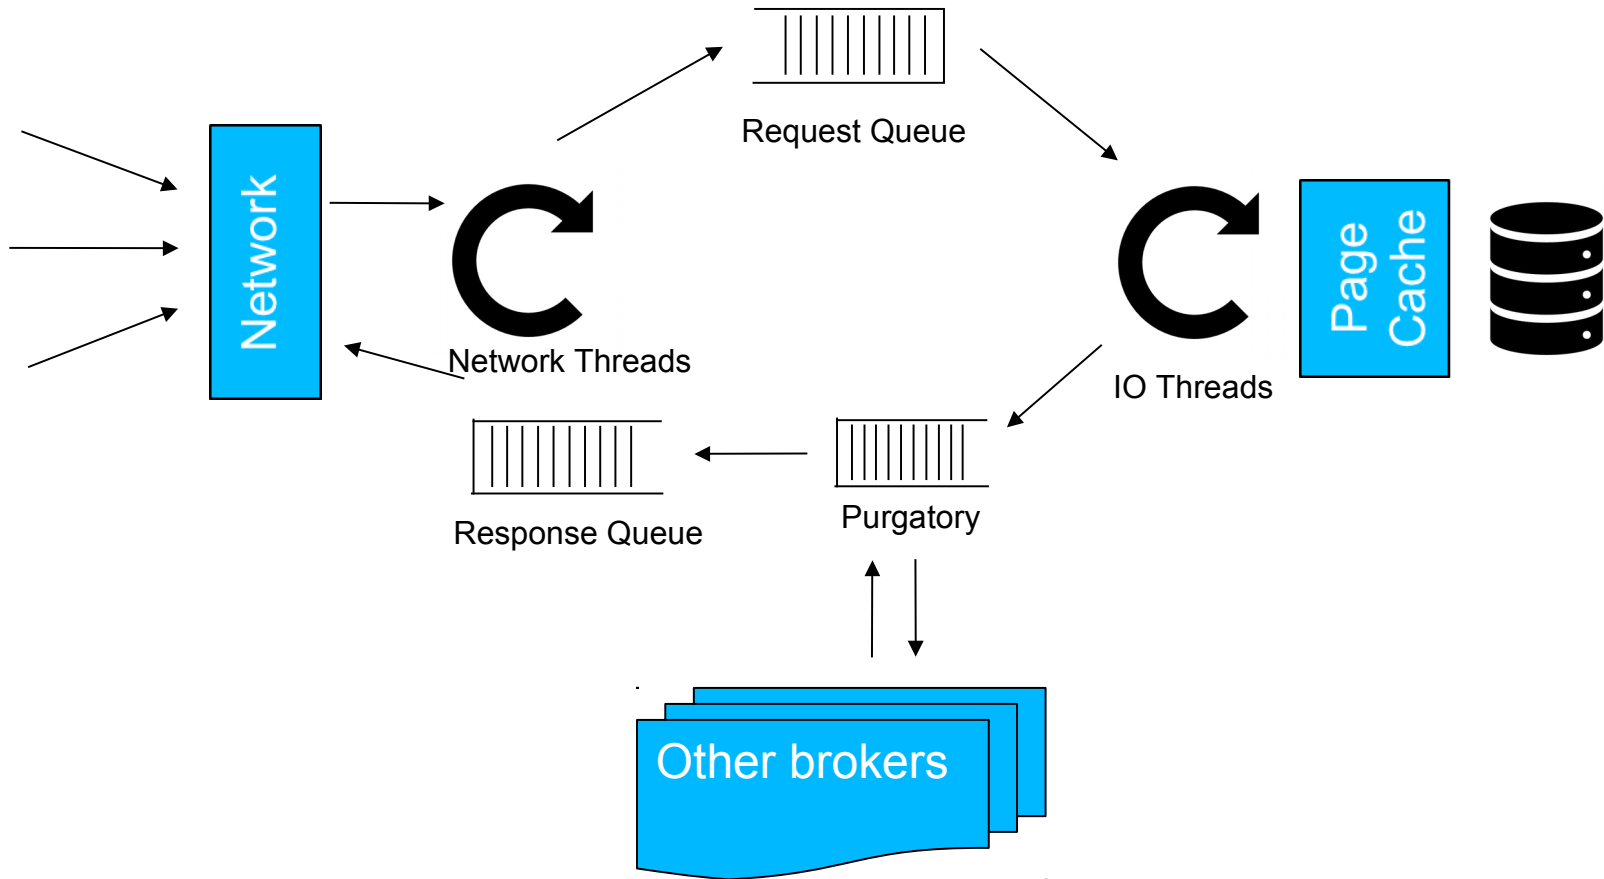 Request Queue
Network
Network Threads
Page
Cache
IO Threads
Response Queue
Purgatory
Other brokers